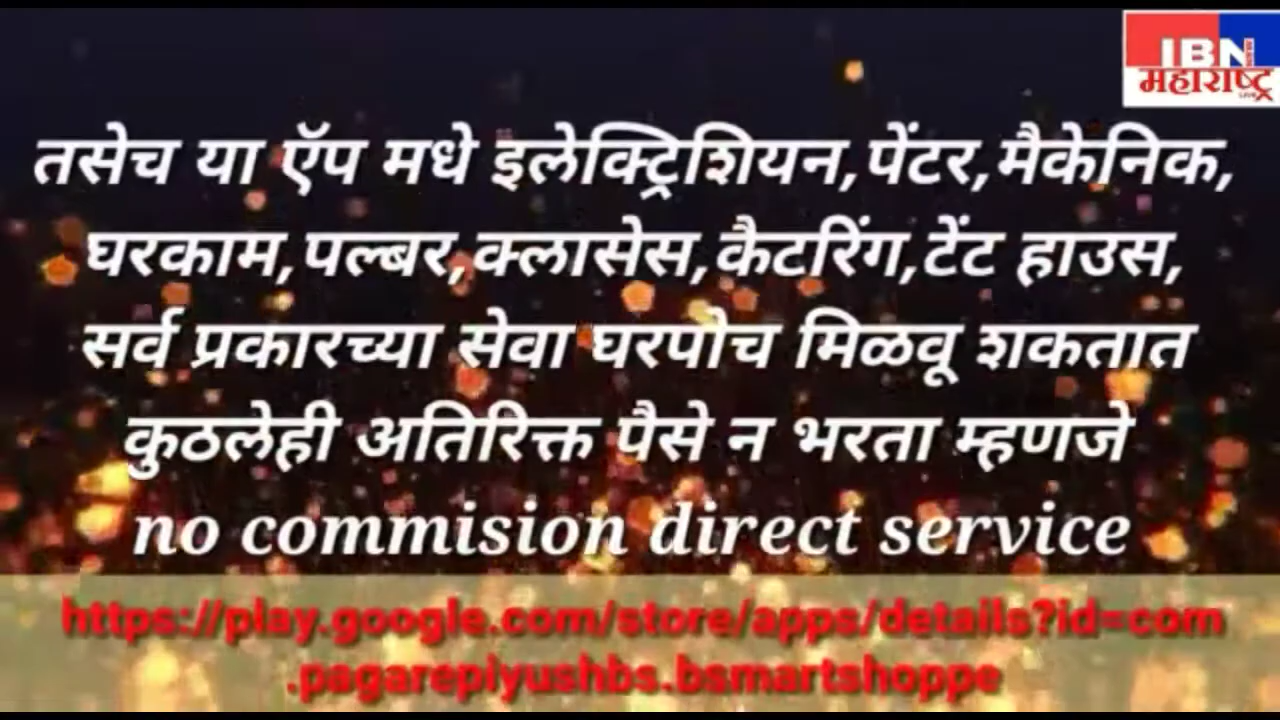 IBN
महाराष्ट्र
तसेच या ऍप मधे इलेक्ट्रिशियन,पेंटर,मैकेनिक,
घरकाम,पल्बर,क्लासेस,कैटरिंग,टेंट हाउस,
सर्व प्रकारच्या सेवा घरपोच मिळवू शकतात
कुठलेही अतिरिक्त पैसे न भरता म्हणजे
no commision direct service
https://play.google.com/store/apps/details?id=com
.pagarepiyushbs.bsmartshoppe